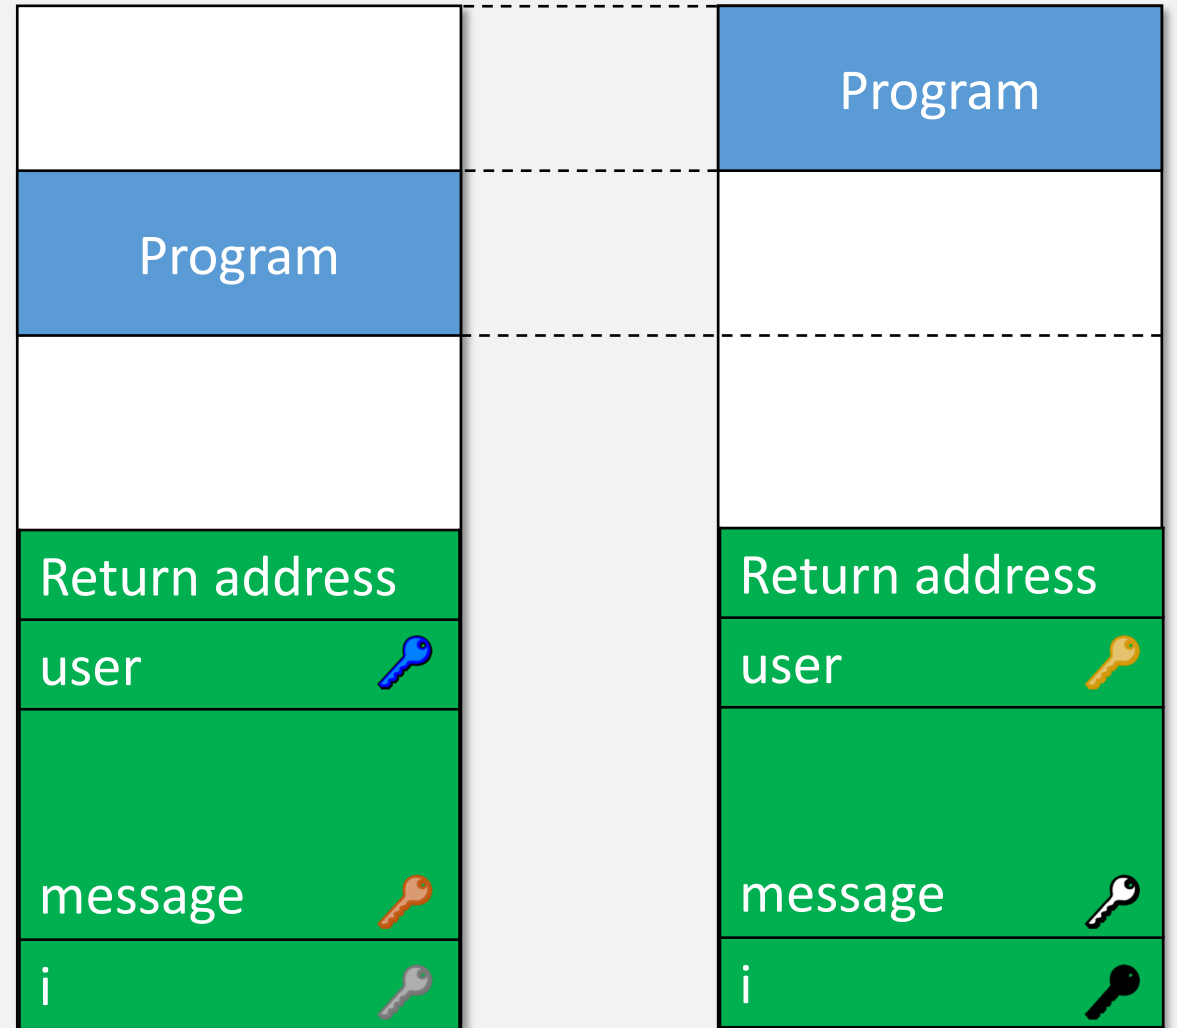 Program
Return address
user
message
i
Program
Return address
user
message
i